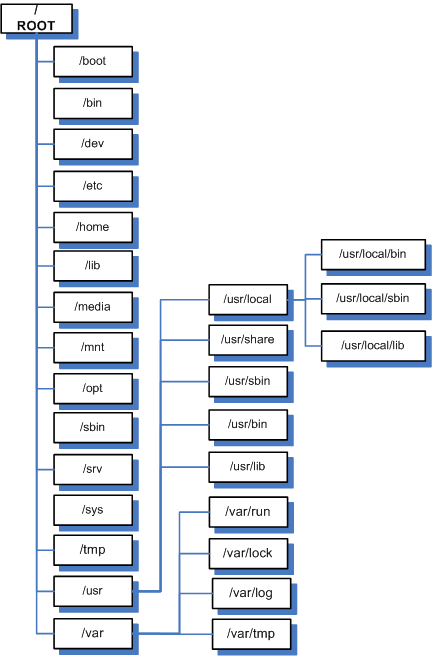 /
ROOT
/boot
/bin
/dev
/etc
/home
/lib
/media
/mnt
/opt
/sbin
/srv
/sys
/tmp
/usr
/var
/usr/local
/usr/share
/usr/sbin
/usr/bin
/usr/lib
/var/run
/var/lock
/var/log
/var/tmp
/usr/local/bin
/usr/local/sbin
/usr/local/lib